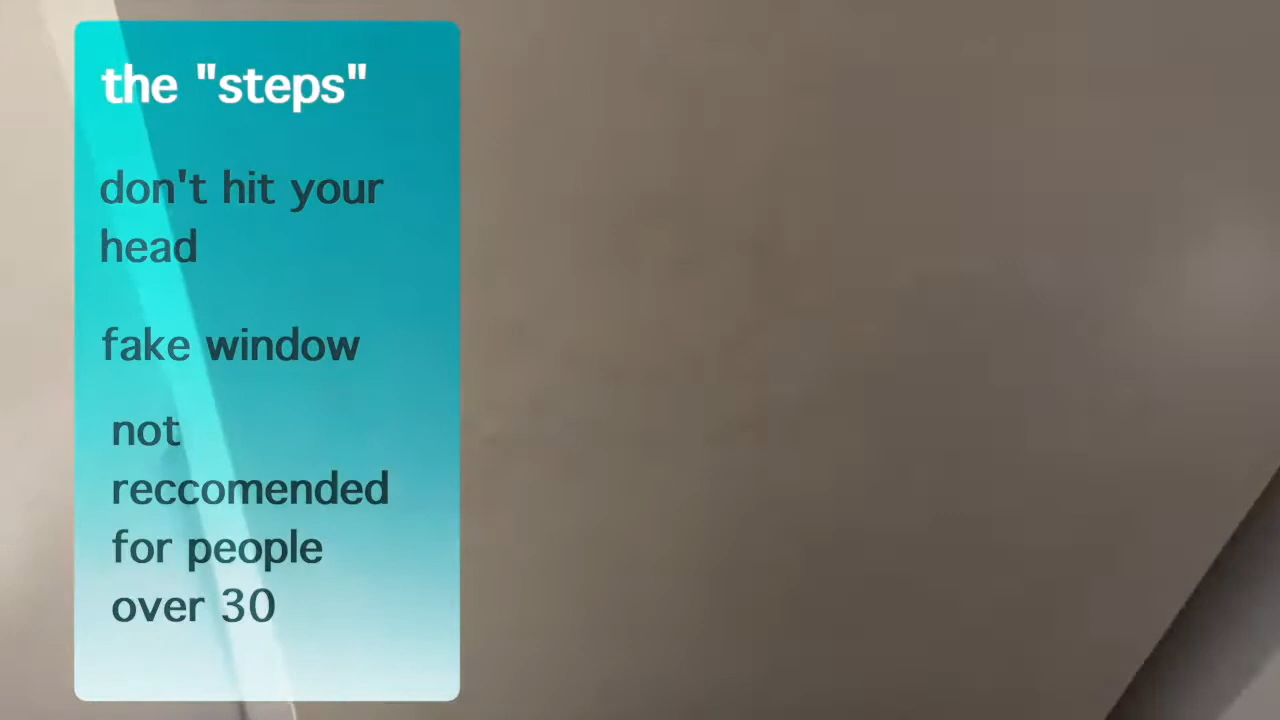 the "steps"
don't hit your
head
fake window
not
reccomended
for people
over 30